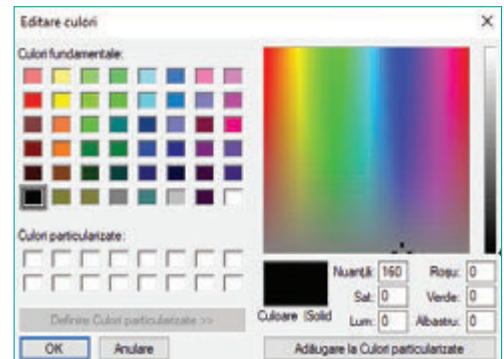 Editare culori
Culori fundamentale:
Culori particularizate:
Definire Culori particularizate >>
OK
Anulare
Culoare |Solid
Nuanță: 160
Sat: 0
Lum: 0
Roșu: 0
Verde: 0
Albastru: 0
Adăugare la Culori particularizate